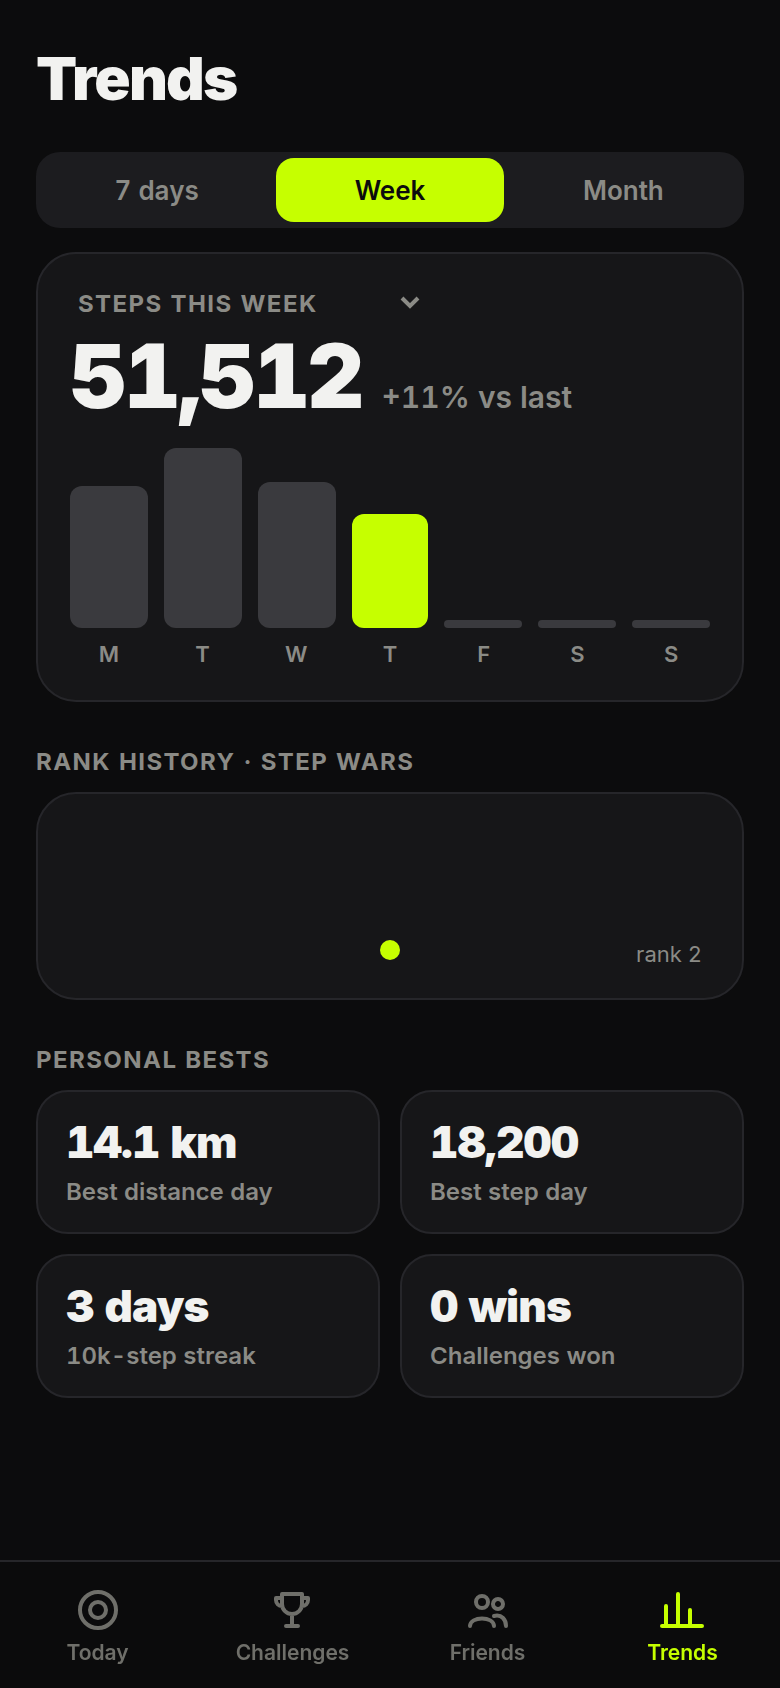 Trends
7 days Week Month
STEPS THIS WEEK
51,512 +11% vs last
M T W T F S S
RANK HISTORY · STEP WARS
rank 2
PERSONAL BESTS
14.1 km
Best distance day
18,200
Best step day
3 days
10k-step streak
0 wins
Challenges won
Today Challenges Friends Trends